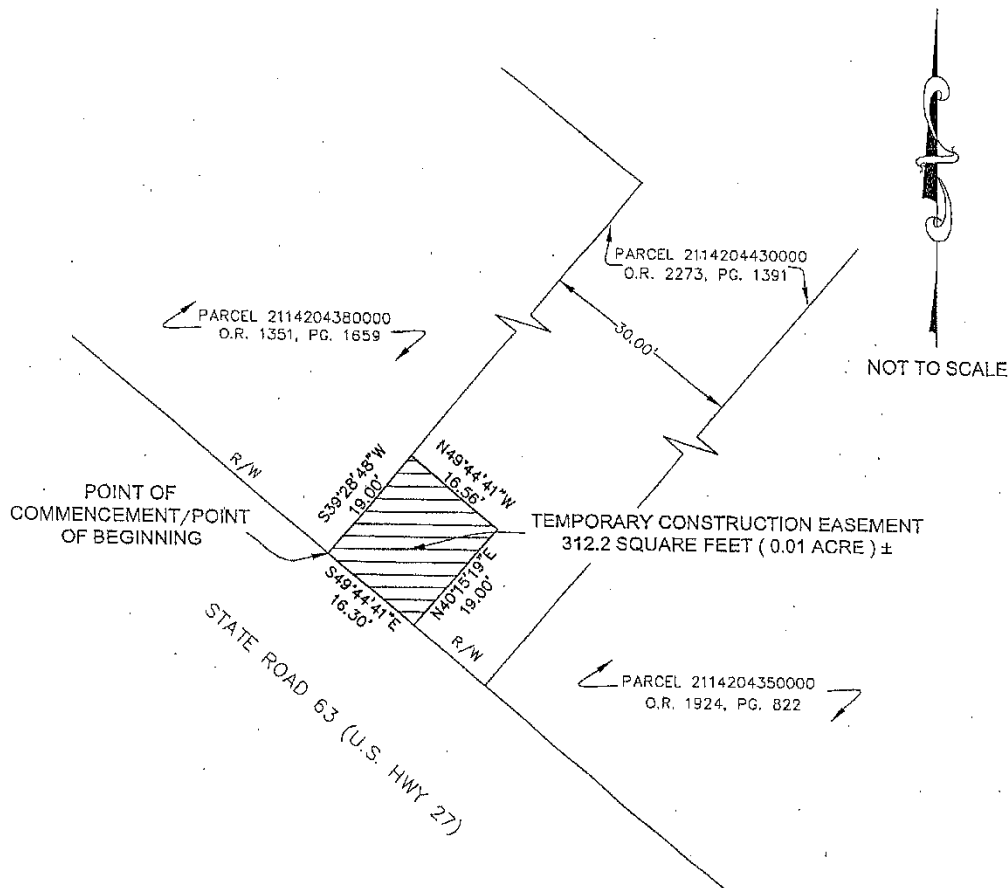 PARCEL 2114204430000
O.R. 2273, PG. 1391
PARCEL 2114204380000
O.R. 1351, PG. 1659
30.00'
NOT TO SCALE
R/W
S39°28'48"W
19.00'
N49°44'41"W
16.56'
POINT OF
COMMENCEMENT/POINT
OF BEGINNING
TEMPORARY CONSTRUCTION EASEMENT
312.2 SQUARE FEET ( 0.01 ACRE ) ±
S49°44'41"E
16.30'
N40°15'19"E
19.00'
R/W
STATE ROAD 63 (U.S. HWY 27)
PARCEL 2114204350000
O.R. 1924, PG. 822